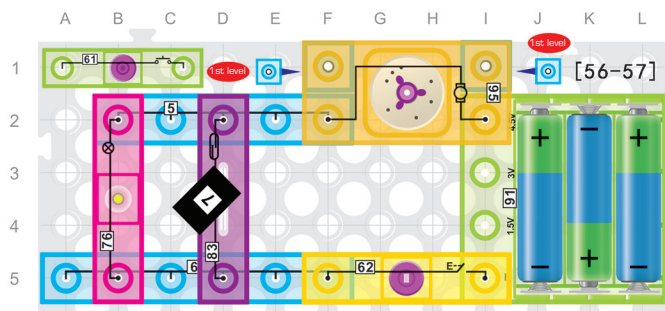 A B C D E F G H I J K L
1st level
1 61 1st level 95 [56-57]
2 5 4.5V + - +
3 3V
7 91
4 76 83 1.5V
5 6 62 E - + -